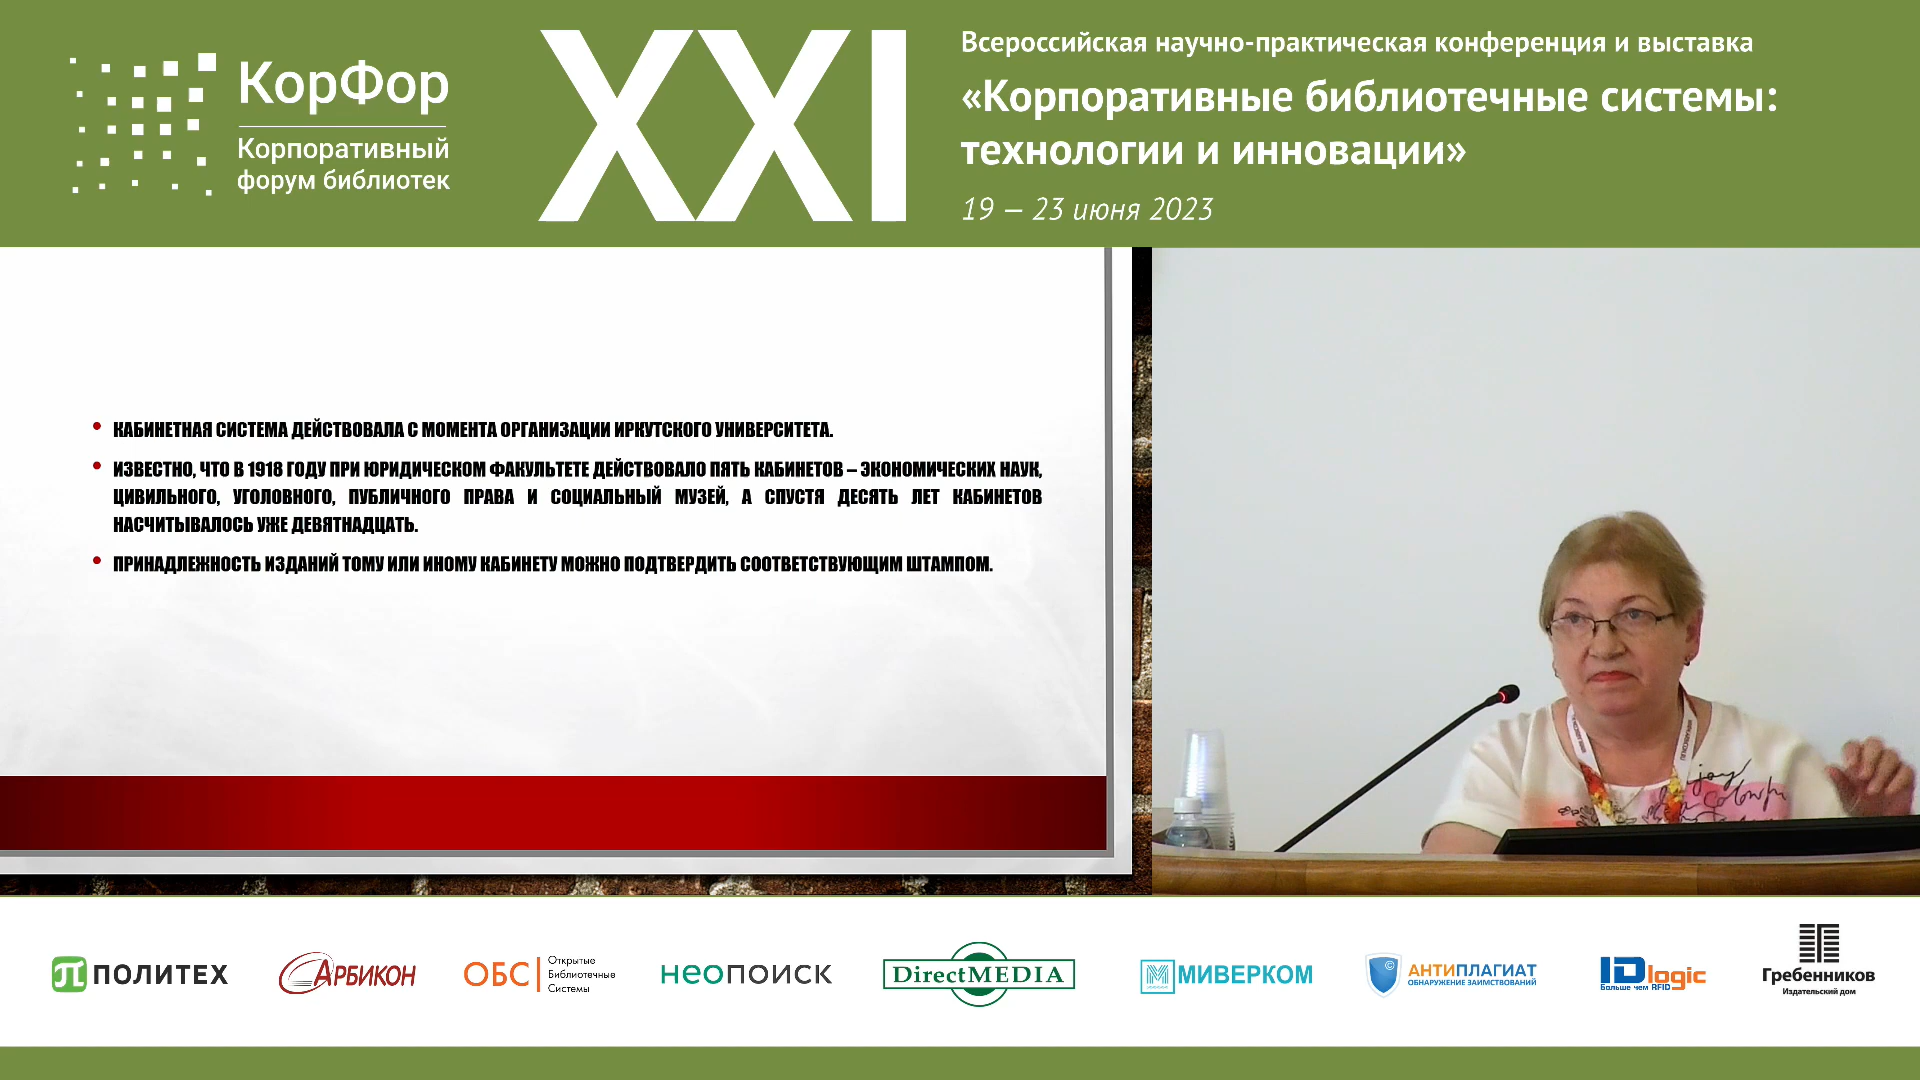 КорФор
Корпоративный
форум библиотек
XXI
Всероссийская научно-практическая конференция и выставка
«Корпоративные библиотечные системы:
технологии и инновации»
19 — 23 июня 2023
• КАБИНЕТНАЯ СИСТЕМА ДЕЙСТВОВАЛА С МОМЕНТА ОРГАНИЗАЦИИ ИРКУТСКОГО УНИВЕРСИТЕТА.
• ИЗВЕСТНО, ЧТО В 1918 ГОДУ ПРИ ЮРИДИЧЕСКОМ ФАКУЛЬТЕТЕ ДЕЙСТВОВАЛО ПЯТЬ КАБИНЕТОВ – ЭКОНОМИЧЕСКИХ НАУК,
ЦИВИЛЬНОГО, УГОЛОВНОГО, ПУБЛИЧНОГО ПРАВА И СОЦИАЛЬНЫЙ МУЗЕЙ, А СПУСТЯ ДЕСЯТЬ ЛЕТ КАБИНЕТОВ
НАСЧИТЫВАЛОСЬ УЖЕ ДЕВЯТНАДЦАТЬ.
• ПРИНАДЛЕЖНОСТЬ ИЗДАНИЙ ТОМУ ИЛИ ИНОМУ КАБИНЕТУ МОЖНО ПОДТВЕРДИТЬ СООТВЕТСТВУЮЩИМ ШТАМПОМ.
joy
ПОЛИТЕХ
АРБИКОН
ОБС
Открытые
Библиотечные
Системы
неопоиск
DirectMEDIA
МИВЕРКОМ
АНТИПЛАГИАТ
ОБНАРУЖЕНИЕ ЗАИМСТВОВАНИЙ
IDlogic
Больше чем RFID
Гребенников
Издательский дом